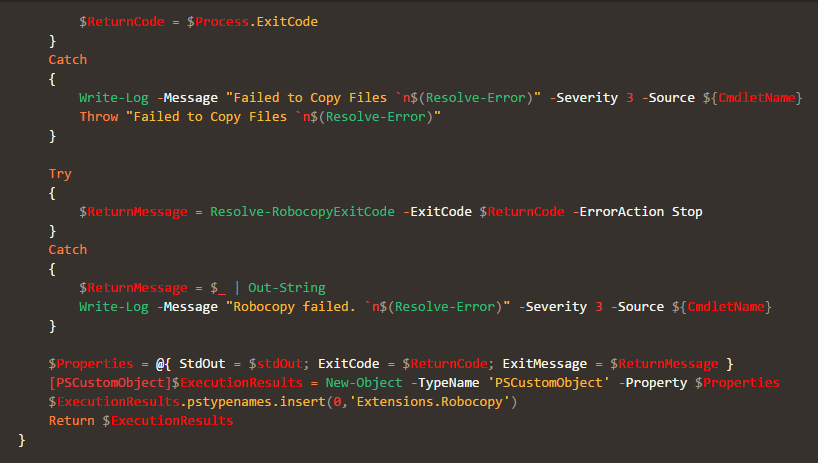 $ReturnCode = $Process.ExitCode
}
Catch
{
Write-Log -Message "Failed to Copy Files `n$(Resolve-Error)" -Severity 3 -Source ${CmdletName}
Throw "Failed to Copy Files `n$(Resolve-Error)"
}
Try
{
$ReturnMessage = Resolve-RobocopyExitCode -ExitCode $ReturnCode -ErrorAction Stop
}
Catch
{
$ReturnMessage = $_ | Out-String
Write-Log -Message "Robocopy failed. `n$(Resolve-Error)" -Severity 3 -Source ${CmdletName}
}
$Properties = @{ StdOut = $stdOut; ExitCode = $ReturnCode; ExitMessage = $ReturnMessage }
[PSCustomObject]$ExecutionResults = New-Object -TypeName 'PSCustomObject' -Property $Properties
$ExecutionResults.pstypenames.insert(0,'Extensions.Robocopy')
Return $ExecutionResults
}